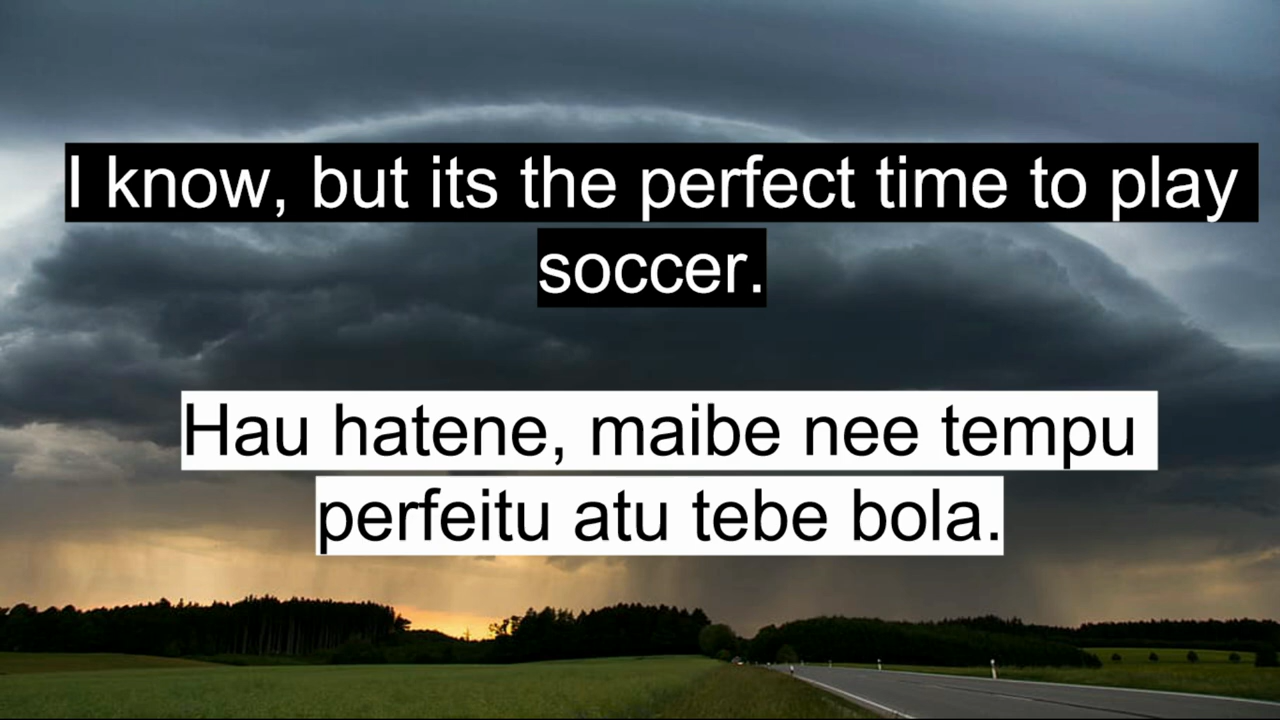 I know, but its the perfect time to play
soccer.
Hau hatene, maibe nee tempu
perfeitu atu tebe bola.